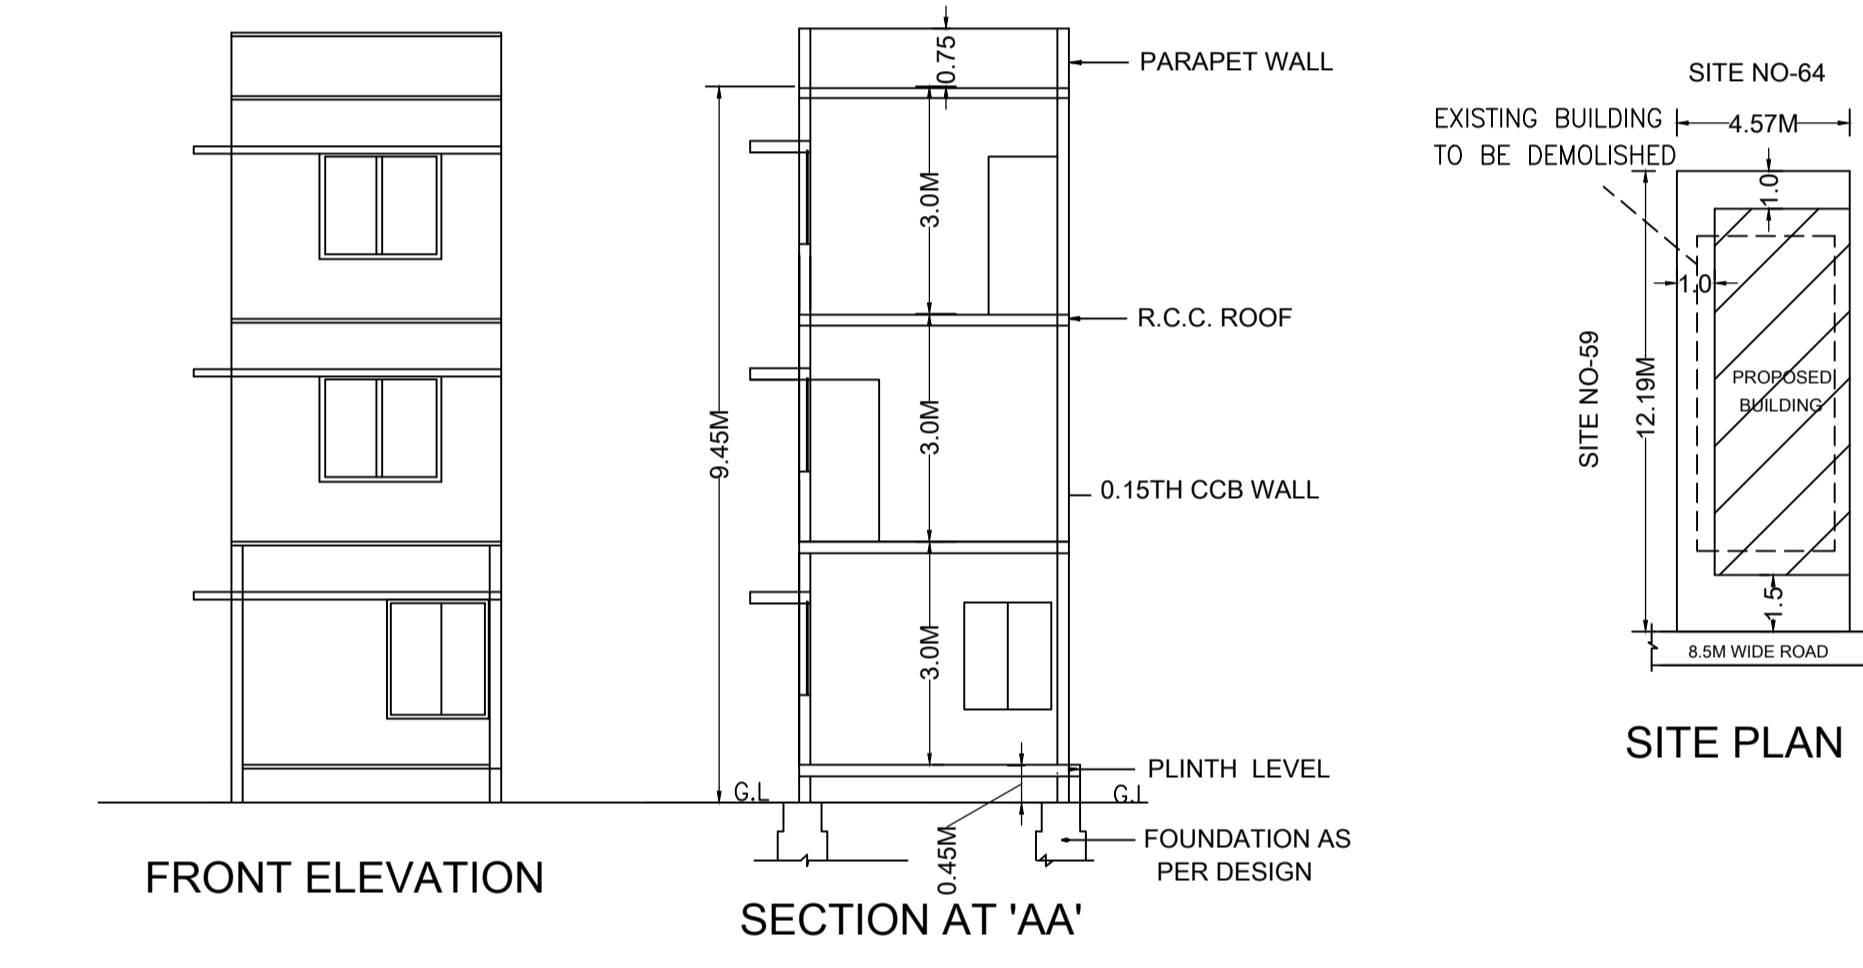 0.75
PARAPET WALL
3.0M
R.C.C. ROOF
9.45M
3.0M
0.15TH CCB WALL
3.0M
PLINTH LEVEL
G.L
G.L
0.45M
FOUNDATION AS
PER DESIGN
FRONT ELEVATION
SECTION AT 'AA'
SITE NO-64
EXISTING BUILDING
TO BE DEMOLISHED
4.57M
1.0
1.0
SITE NO-59
12.19M
PROPOSED
BUILDING
1.5
8.5M WIDE ROAD
SITE PLAN